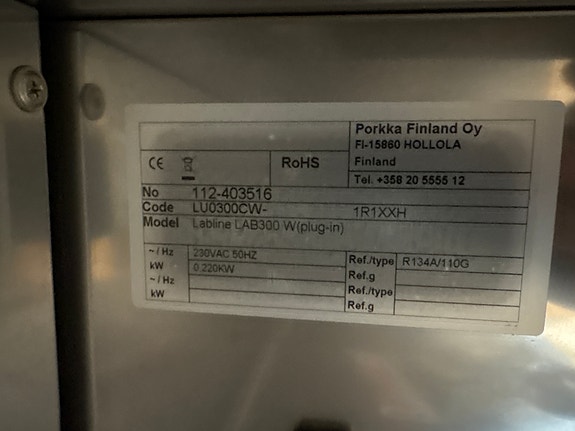 Porkka Finland Oy
FI-15860 HOLLOLA
CE RoHS Finland
Tel. +358 20 5555 12
No 112-403516
Code LU0300CW- 1R1XXH
Model Labline LAB300 W(plug-in)
~ / Hz 230VAC 50HZ Ref./type R134A/110G
kW 0.220KW Ref.g
~ / Hz Ref./type
kW Ref.g